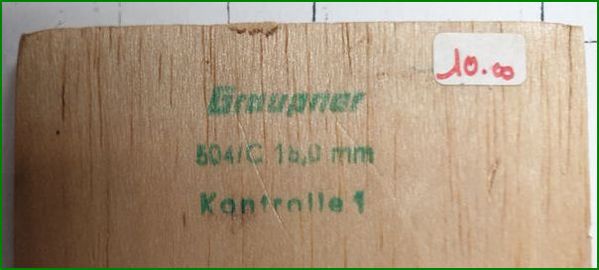 10.00
Graupner
504/C 15,0 mm
Kontrolle 1